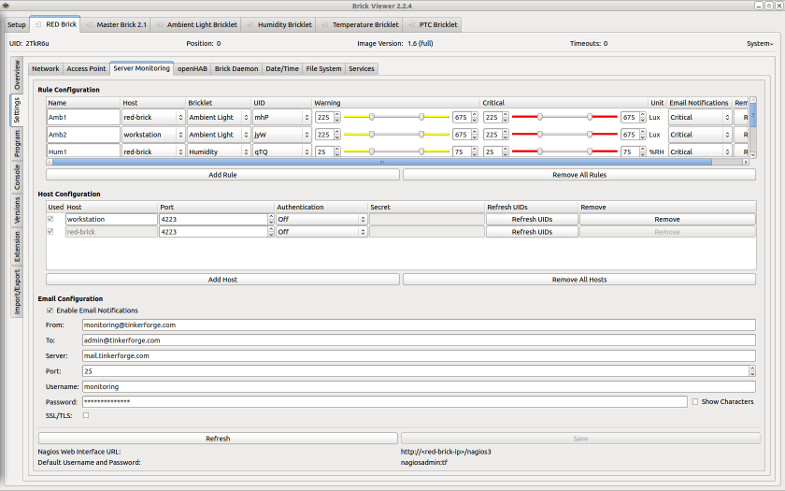 Brick Viewer 2.2.4
Setup RED Brick Master Brick 2.1 Ambient Light Bricklet Humidity Bricklet Temperature Bricklet PTC Bricklet
UID: 2TkR6u Position: 0 Image Version: 1.6 (full) Timeouts: 0 System
Overview
Settings
Program
Console
Versions
Extension
Import/Export
Network Access Point Server Monitoring openHAB Brick Daemon Date/Time File System Services
Rule Configuration
Name Host Bricklet UID Warning Critical Unit Email Notifications Rem
Amb1 red-brick Ambient Light mhP 225 675 225 675 Lux Critical R
Amb2 workstation Ambient Light jyW 225 675 225 675 Lux Critical R
Hum1 red-brick Humidity qTQ 25 75 25 75 %RH Critical R
Add Rule Remove All Rules
Host Configuration
Used Host Port Authentication Secret Refresh UIDs Remove
workstation 4223 Off Refresh UIDs Remove
red-brick 4223 Off Refresh UIDs Remove
Add Host Remove All Hosts
Email Configuration
Enable Email Notifications
From: monitoring@tinkerforge.com
To: admin@tinkerforge.com
Server: mail.tinkerforge.com
Port: 25
Username: monitoring
Password: ************** Show Characters
SSL/TLS:
Refresh Save
Nagios Web Interface URL: http://<red-brick-ip>/nagios3
Default Username and Password: nagiosadmin:tf